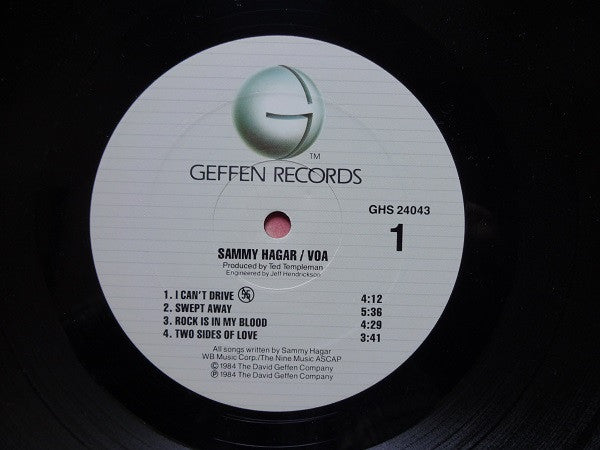 G
TM
GEFFEN RECORDS
GHS 24043
1
SAMMY HAGAR / VOA
Produced by Ted Templeman
Engineered by Jeff Hendrickson
1. I CAN'T DRIVE 55 4:12
2. SWEPT AWAY 5:36
3. ROCK IS IN MY BLOOD 4:29
4. TWO SIDES OF LOVE 3:41
All songs written by Sammy Hagar
WB Music Corp./The Nine Music ASCAP
© 1984 The David Geffen Company
℗ 1984 The David Geffen Company